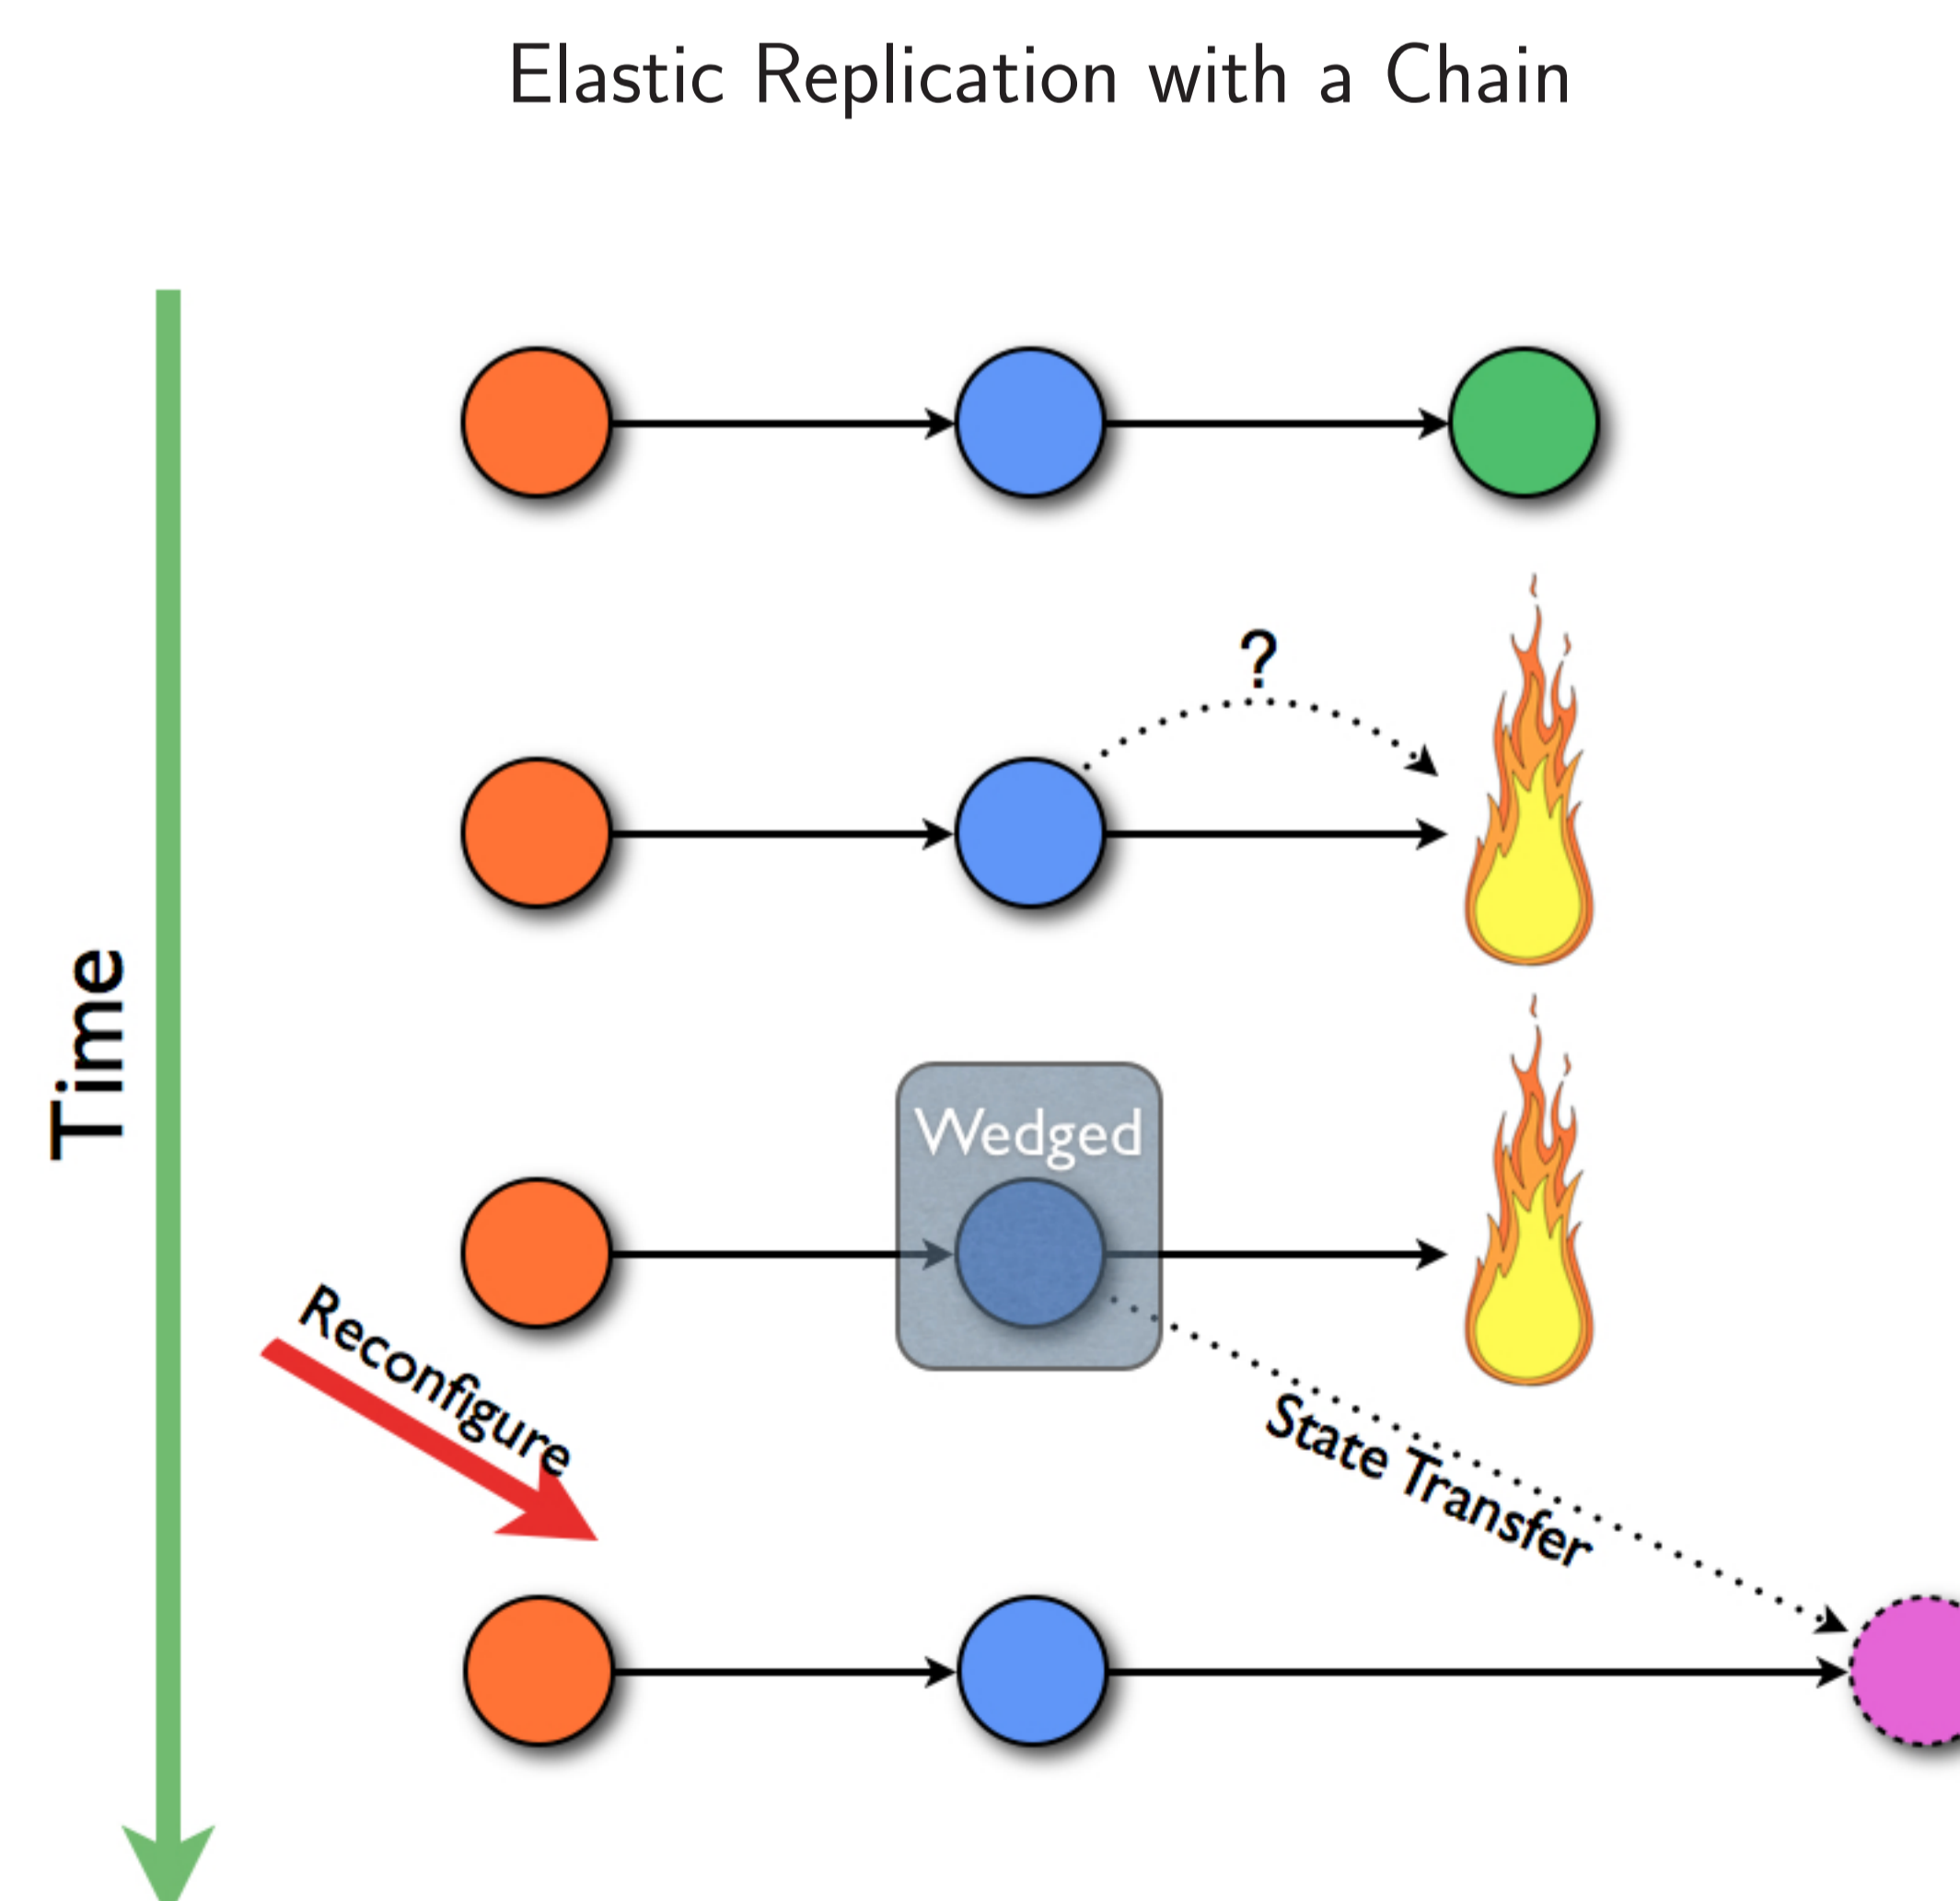 Elastic Replication with a Chain
?
Time
Wedged
Reconfigure
State Transfer